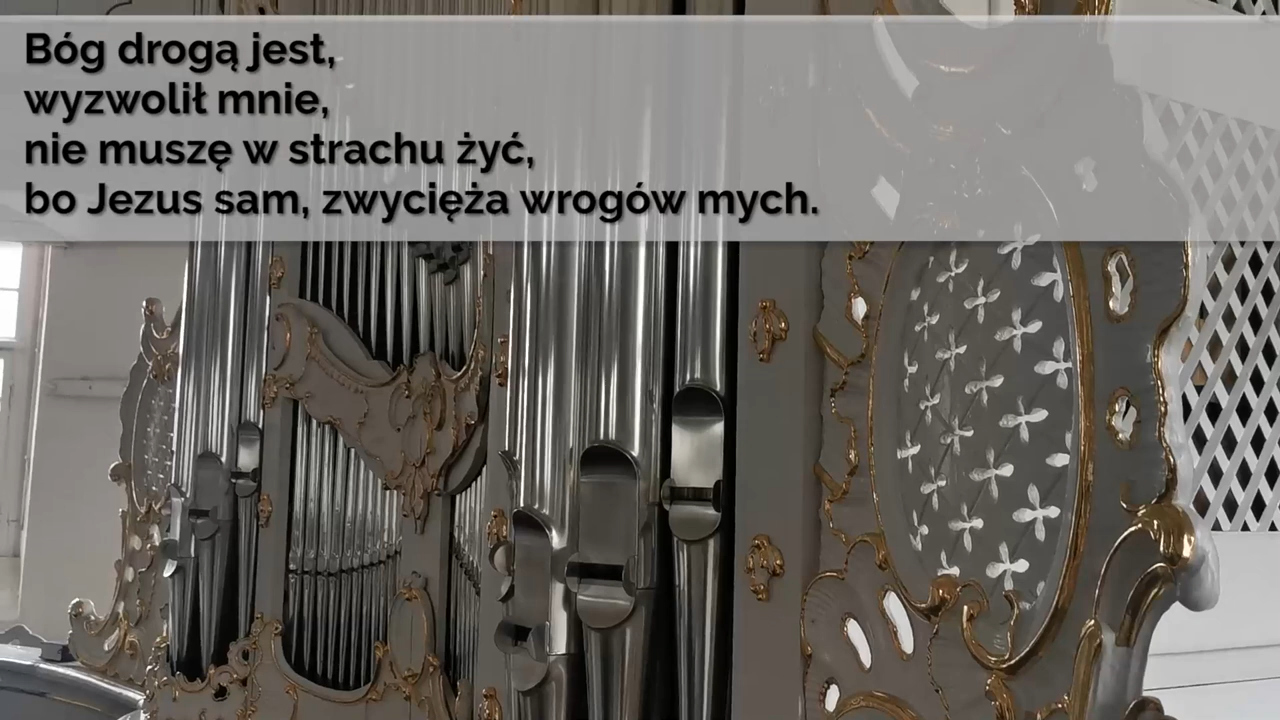 Bóg drogą jest,
wyzwolił mnie,
nie muszę w strachu żyć,
bo Jezus sam, zwycięża wrogów mych.